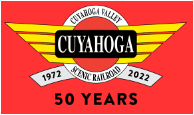 CUYAHOGA VALLEY
CUYAHOGA
1972
2022
SCENIC RAILROAD
50 YEARS